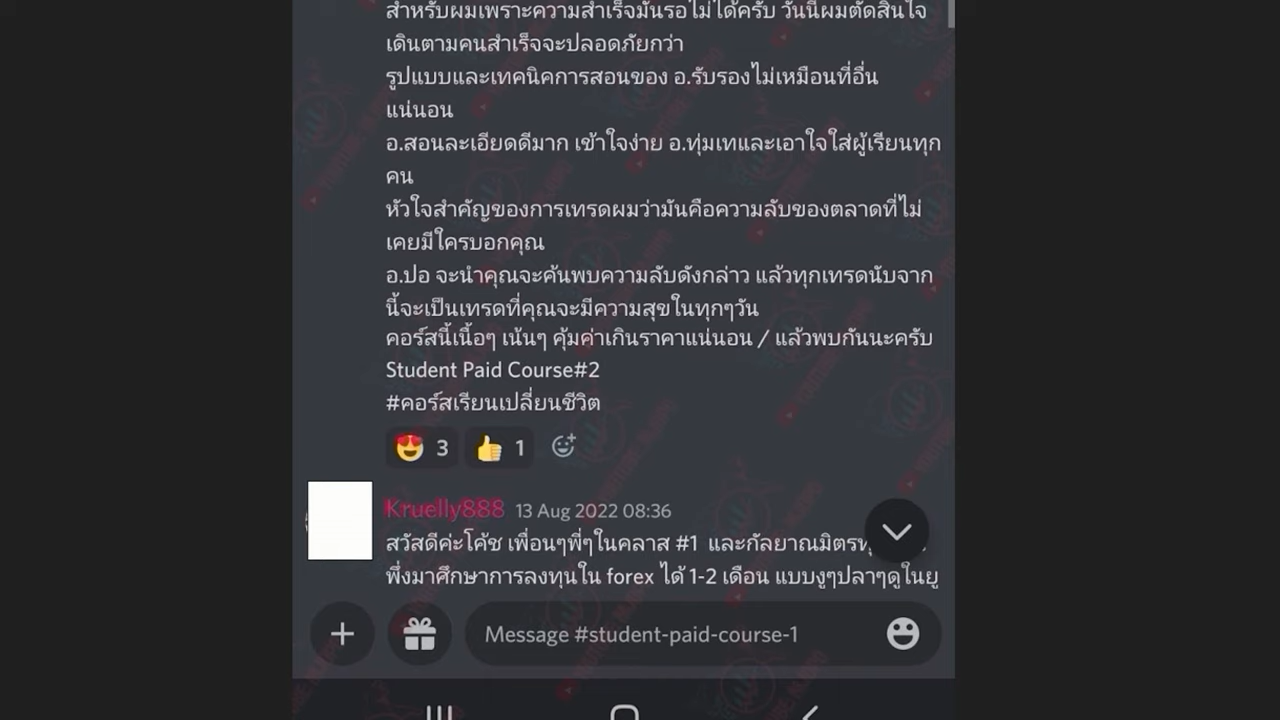 สำหรับผมเพราะความสำเร็จมันรอไม่ได้ครับ วันนี้ผมตัดสินใจ
เดินตามคนสำเร็จจะปลอดภัยกว่า
รูปแบบและเทคนิคการสอนของ อ.รับรองไม่เหมือนที่อื่น
แน่นอน
อ.สอนละเอียดดีมาก เข้าใจง่าย อ.ทุ่มเทและเอาใจใส่ผู้เรียนทุก
คน
หัวใจสำคัญของการเทรดผมว่ามันคือความลับของตลาดที่ไม่
เคยมีใครบอกคุณ
อ.ปอ จะนำคุณจะค้นพบความลับดังกล่าว แล้วทุกเทรดนับจาก
นี้จะเป็นเทรดที่คุณจะมีความสุขในทุกๆวัน
คอร์สนี้เนื้อๆ เน้นๆ คุ้มค่าเกินราคาแน่นอน / แล้วพบกันนะครับ
Student Paid Course#2
#คอร์สเรียนเปลี่ยนชีวิต
3 1
Kruelly888 13 Aug 2022 08:36
สวัสดีค่ะโค้ช เพื่อนๆพี่ๆในคลาส #1 และกัลยาณมิตร
พึ่งมาศึกษาการลงทุนใน forex ได้ 1-2 เดือน แบบงูๆปลาๆดูในยู
Message #student-paid-course-1